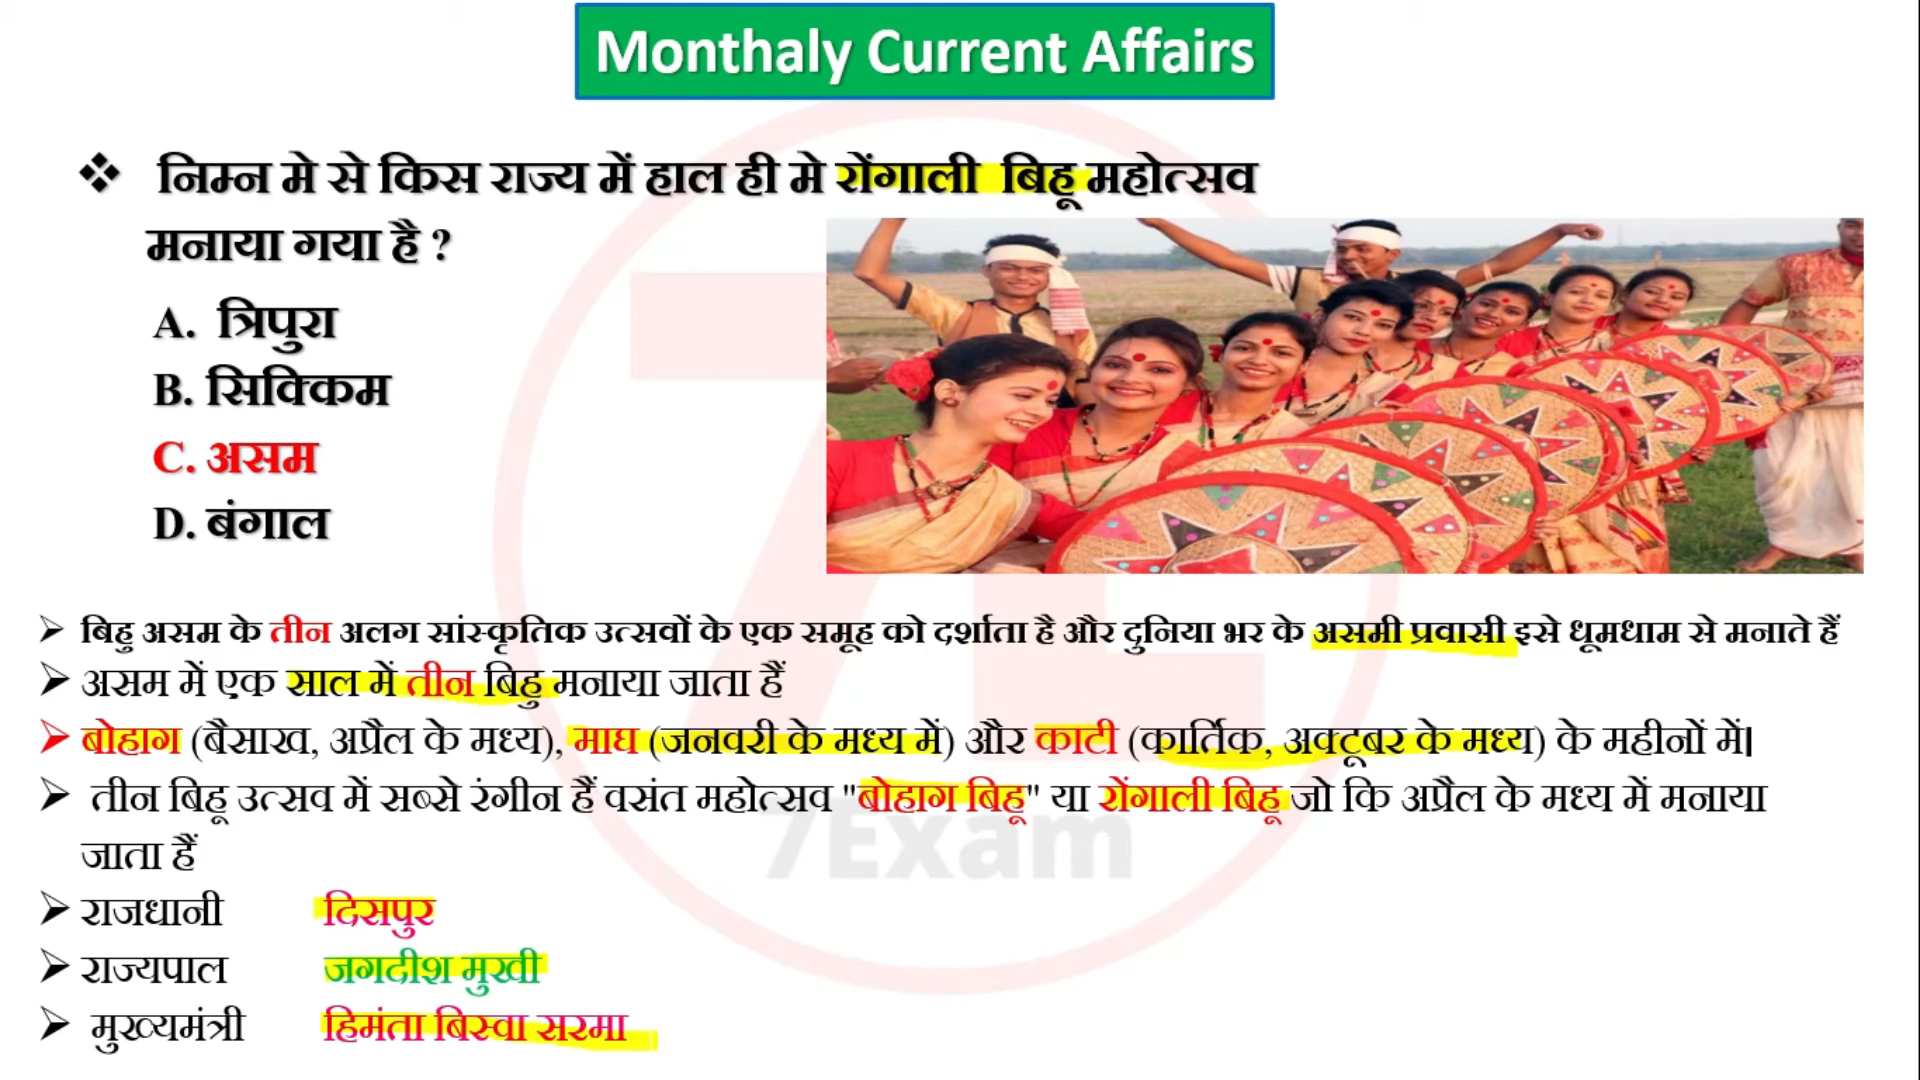 Monthaly Current Affairs
❖ निम्न मे से किस राज्य में हाल ही मे रोंगाली बिहू महोत्सव
मनाया गया है ?
A. त्रिपुरा
B. सिक्किम
C. असम
D. बंगाल
➢ बिहु असम के तीन अलग सांस्कृतिक उत्सवों के एक समूह को दर्शाता है और दुनिया भर के असमी प्रवासी इसे धूमधाम से मनाते हैं
➢ असम में एक साल में तीन बिहु मनाया जाता हैं
➢ बोहाग (बैसाख, अप्रैल के मध्य), माघ (जनवरी के मध्य में) और काटी (कार्तिक, अक्टूबर के मध्य) के महीनों में।
➢ तीन बिहू उत्सव में सब्से रंगीन हैं वसंत महोत्सव "बोहाग बिहू" या रोंगाली बिहू जो कि अप्रैल के मध्य में मनाया
जाता हैं
7Exam
➢ राजधानी दिसपुर
➢ राज्यपाल जगदीश मुखी
➢ मुख्यमंत्री हिमंता बिस्वा सरमा